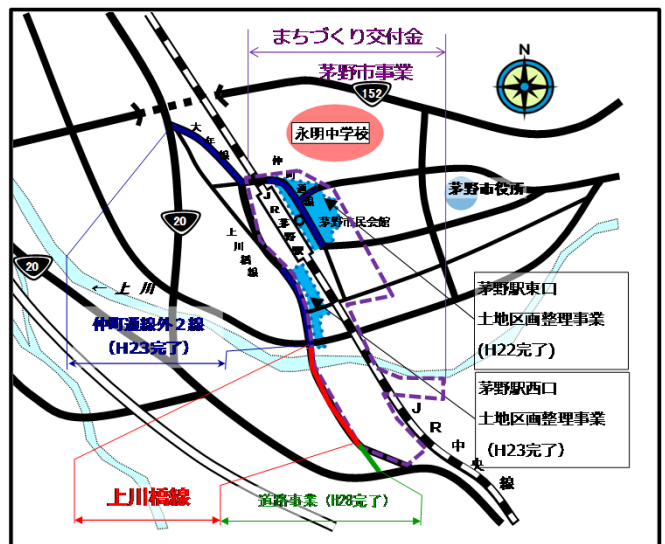 まちづくり交付金
茅野市事業
N
152
永明中学校
大年線
仲町通線
茅野市役所
茅野市民会館
JR茅野駅
上川橋線
20
20
←上川
仲町通線外2線
(H23完了)
茅野駅東口
土地区画整理事業
(H22完了)
茅野駅西口
土地区画整理事業
(H23完了)
JR中央線
上川橋線
道路事業(H28完了)